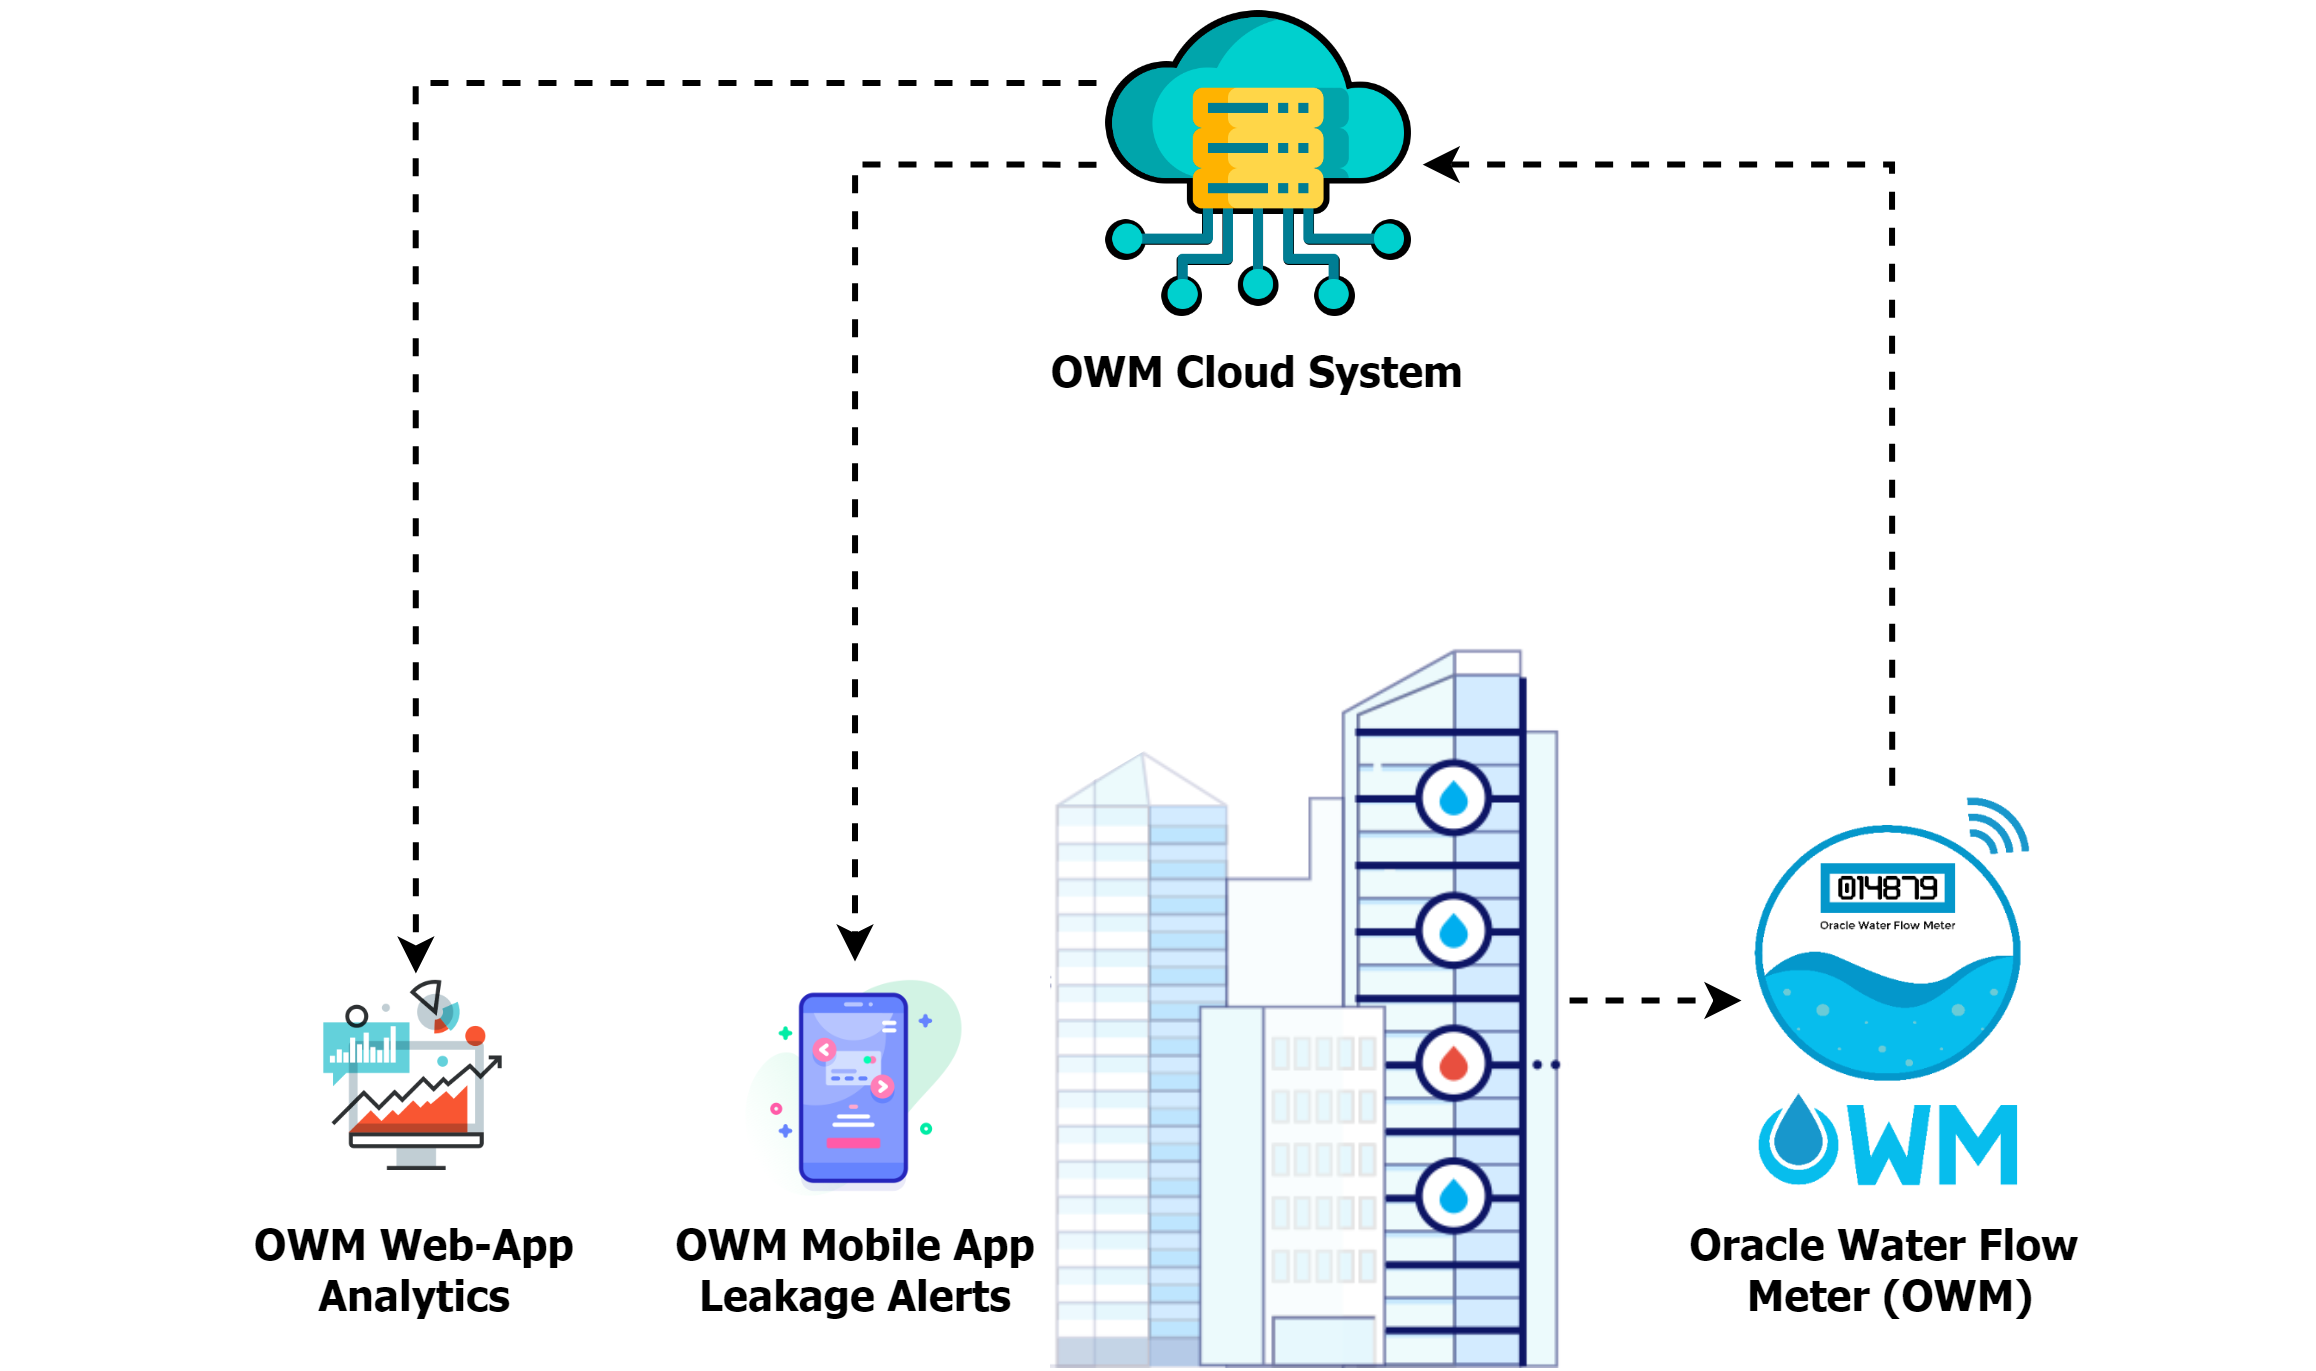 OWM Cloud System
014879
Oracle Water Flow Meter
OWM
OWM Web-App
Analytics
OWM Mobile App
Leakage Alerts
Oracle Water Flow
Meter (OWM)